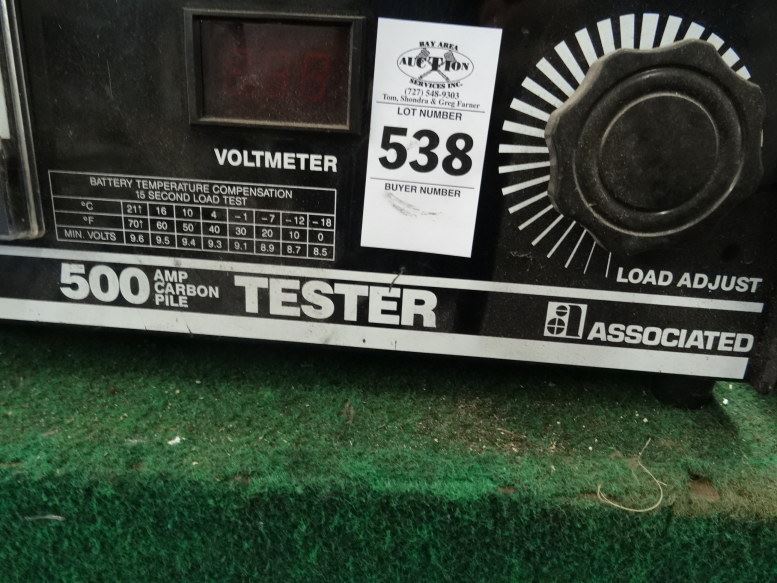 BAY AREA
AUCTION
SERVICES INC.
(727) 548-9303
Tom, Shondra & Greg Farner
LOT NUMBER
538
BUYER NUMBER
VOLTMETER
BATTERY TEMPERATURE COMPENSATION
15 SECOND LOAD TEST
°C 21↑ 16 10 4 -1 -7 -12 -18
°F 70↑ 60 50 40 30 20 10 0
MIN. VOLTS 9.6 9.5 9.4 9.3 9.1 8.9 8.7 8.5
LOAD ADJUST
500 AMP CARBON PILE TESTER
ASSOCIATED